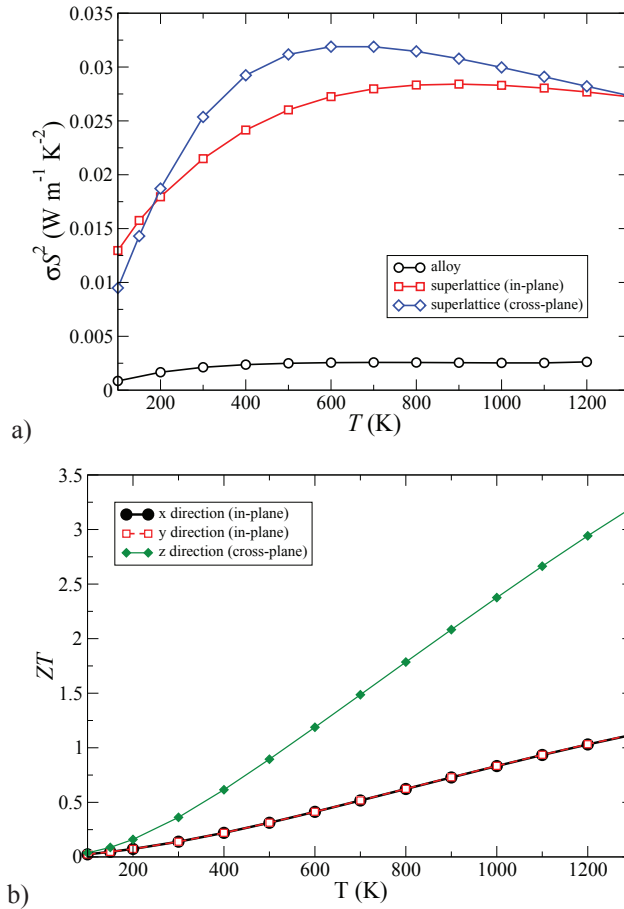 0.035
0.03
0.025
0.02
0.015
0.01
0.005
0
σS² (W m⁻¹ K⁻²)
alloy
superlattice (in-plane)
superlattice (cross-plane)
200 400 600 800 1000 1200
T (K)
a)
3.5
3
2.5
2
1.5
1
0.5
0
ZT
x direction (in-plane)
y direction (in-plane)
z direction (cross-plane)
200 400 600 800 1000 1200
T (K)
b)